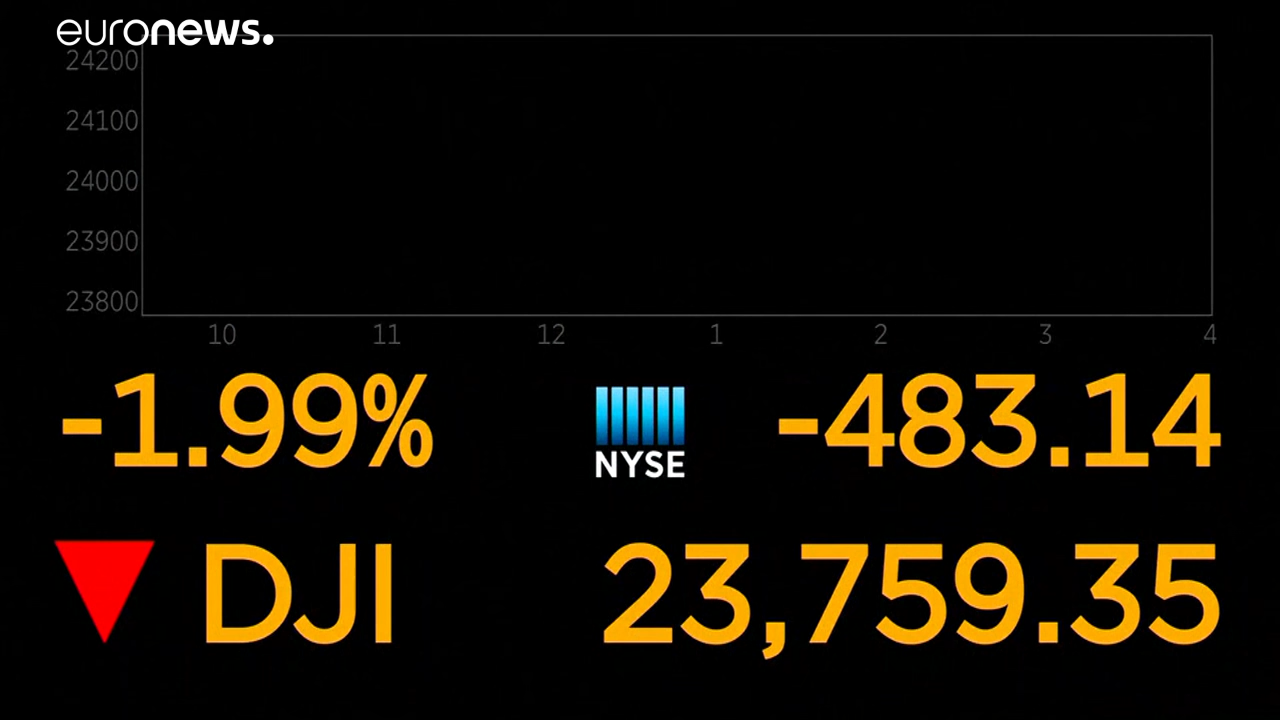 euronews.
24200
24100
24000
23900
23800
10 11 12 1 2 3 4
-1.99% NYSE -483.14
DJI 23,759.35